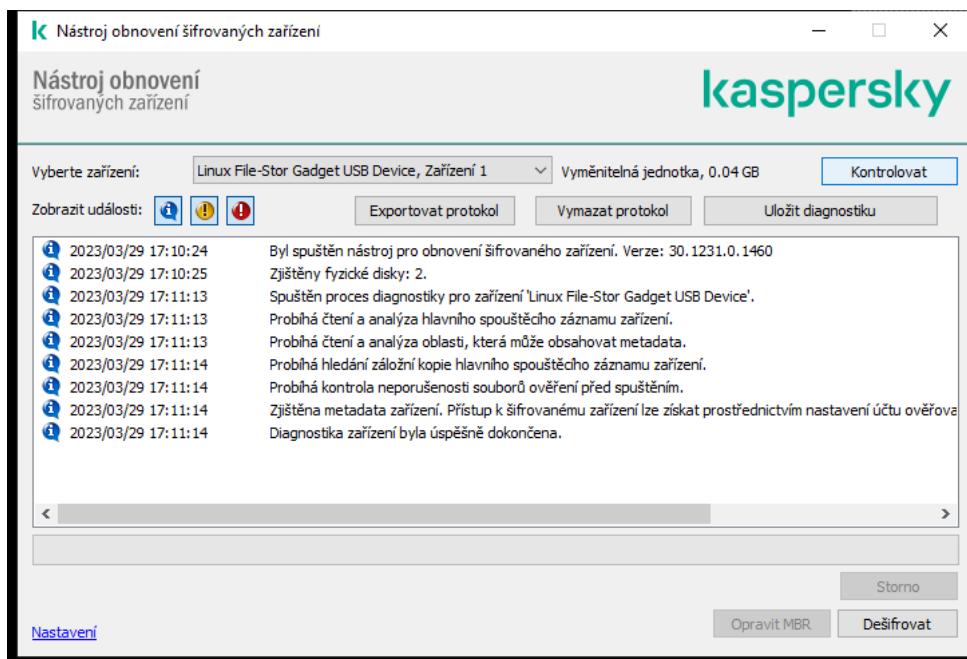 Nástroj obnovení šifrovaných zařízení
Nástroj obnovení
šifrovaných zařízení
kaspersky
Vyberte zařízení: Linux File-Stor Gadget USB Device, Zařízení 1 Vyměnitelná jednotka, 0.04 GB Kontrolovat
Zobrazit události: Exportovat protokol Vymazat protokol Uložit diagnostiku
2023/03/29 17:10:24 Byl spuštěn nástroj pro obnovení šifrovaného zařízení. Verze: 30.1231.0.1460
2023/03/29 17:10:25 Zjištěny fyzické disky: 2.
2023/03/29 17:11:13 Spuštěn proces diagnostiky pro zařízení 'Linux File-Stor Gadget USB Device'.
2023/03/29 17:11:13 Probíhá čtení a analýza hlavního spouštěcího záznamu zařízení.
2023/03/29 17:11:13 Probíhá čtení a analýza oblasti, která může obsahovat metadata.
2023/03/29 17:11:14 Probíhá hledání záložní kopie hlavního spouštěcího záznamu zařízení.
2023/03/29 17:11:14 Probíhá kontrola neporušenosti souborů ověření před spuštěním.
2023/03/29 17:11:14 Zjištěna metadata zařízení. Přístup k šifrovanému zařízení lze získat prostřednictvím nastavení účtu ověřova
2023/03/29 17:11:14 Diagnostika zařízení byla úspěšně dokončena.
Storno
Nastavení Opravit MBR Dešifrovat